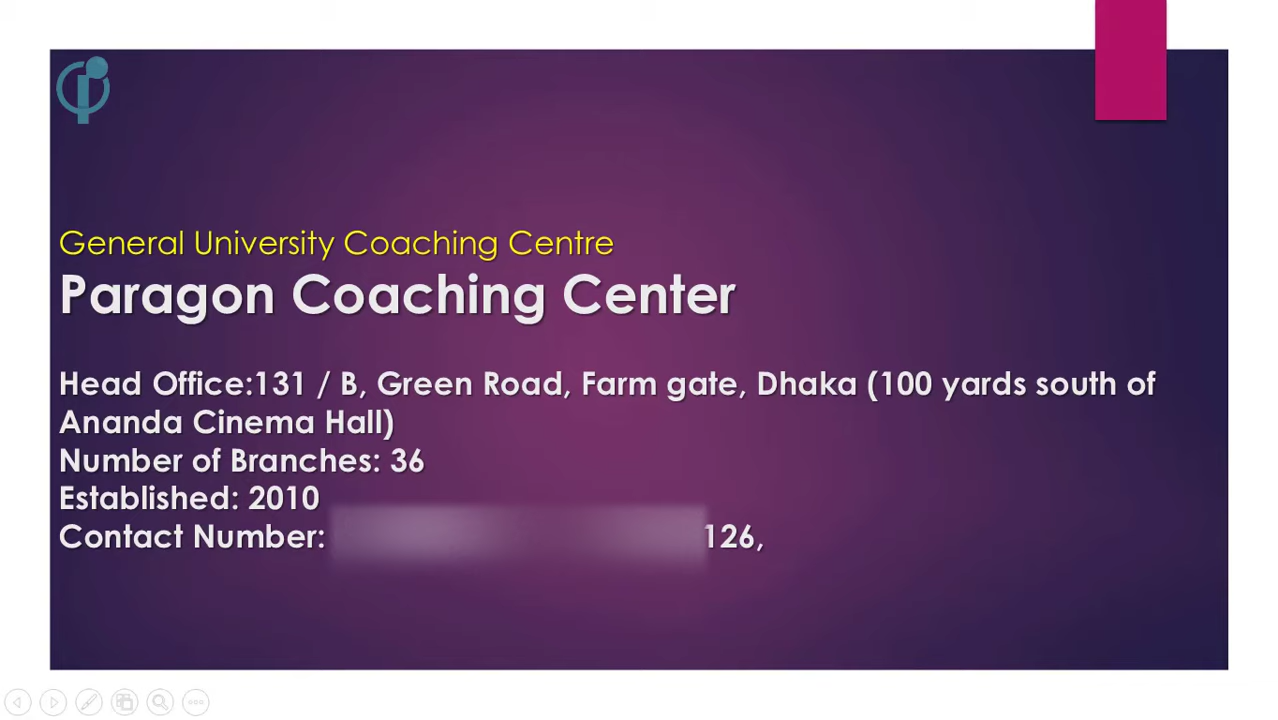 General University Coaching Centre
Paragon Coaching Center
Head Office:131 / B, Green Road, Farm gate, Dhaka (100 yards south of
Ananda Cinema Hall)
Number of Branches: 36
Established: 2010
Contact Number: 126,